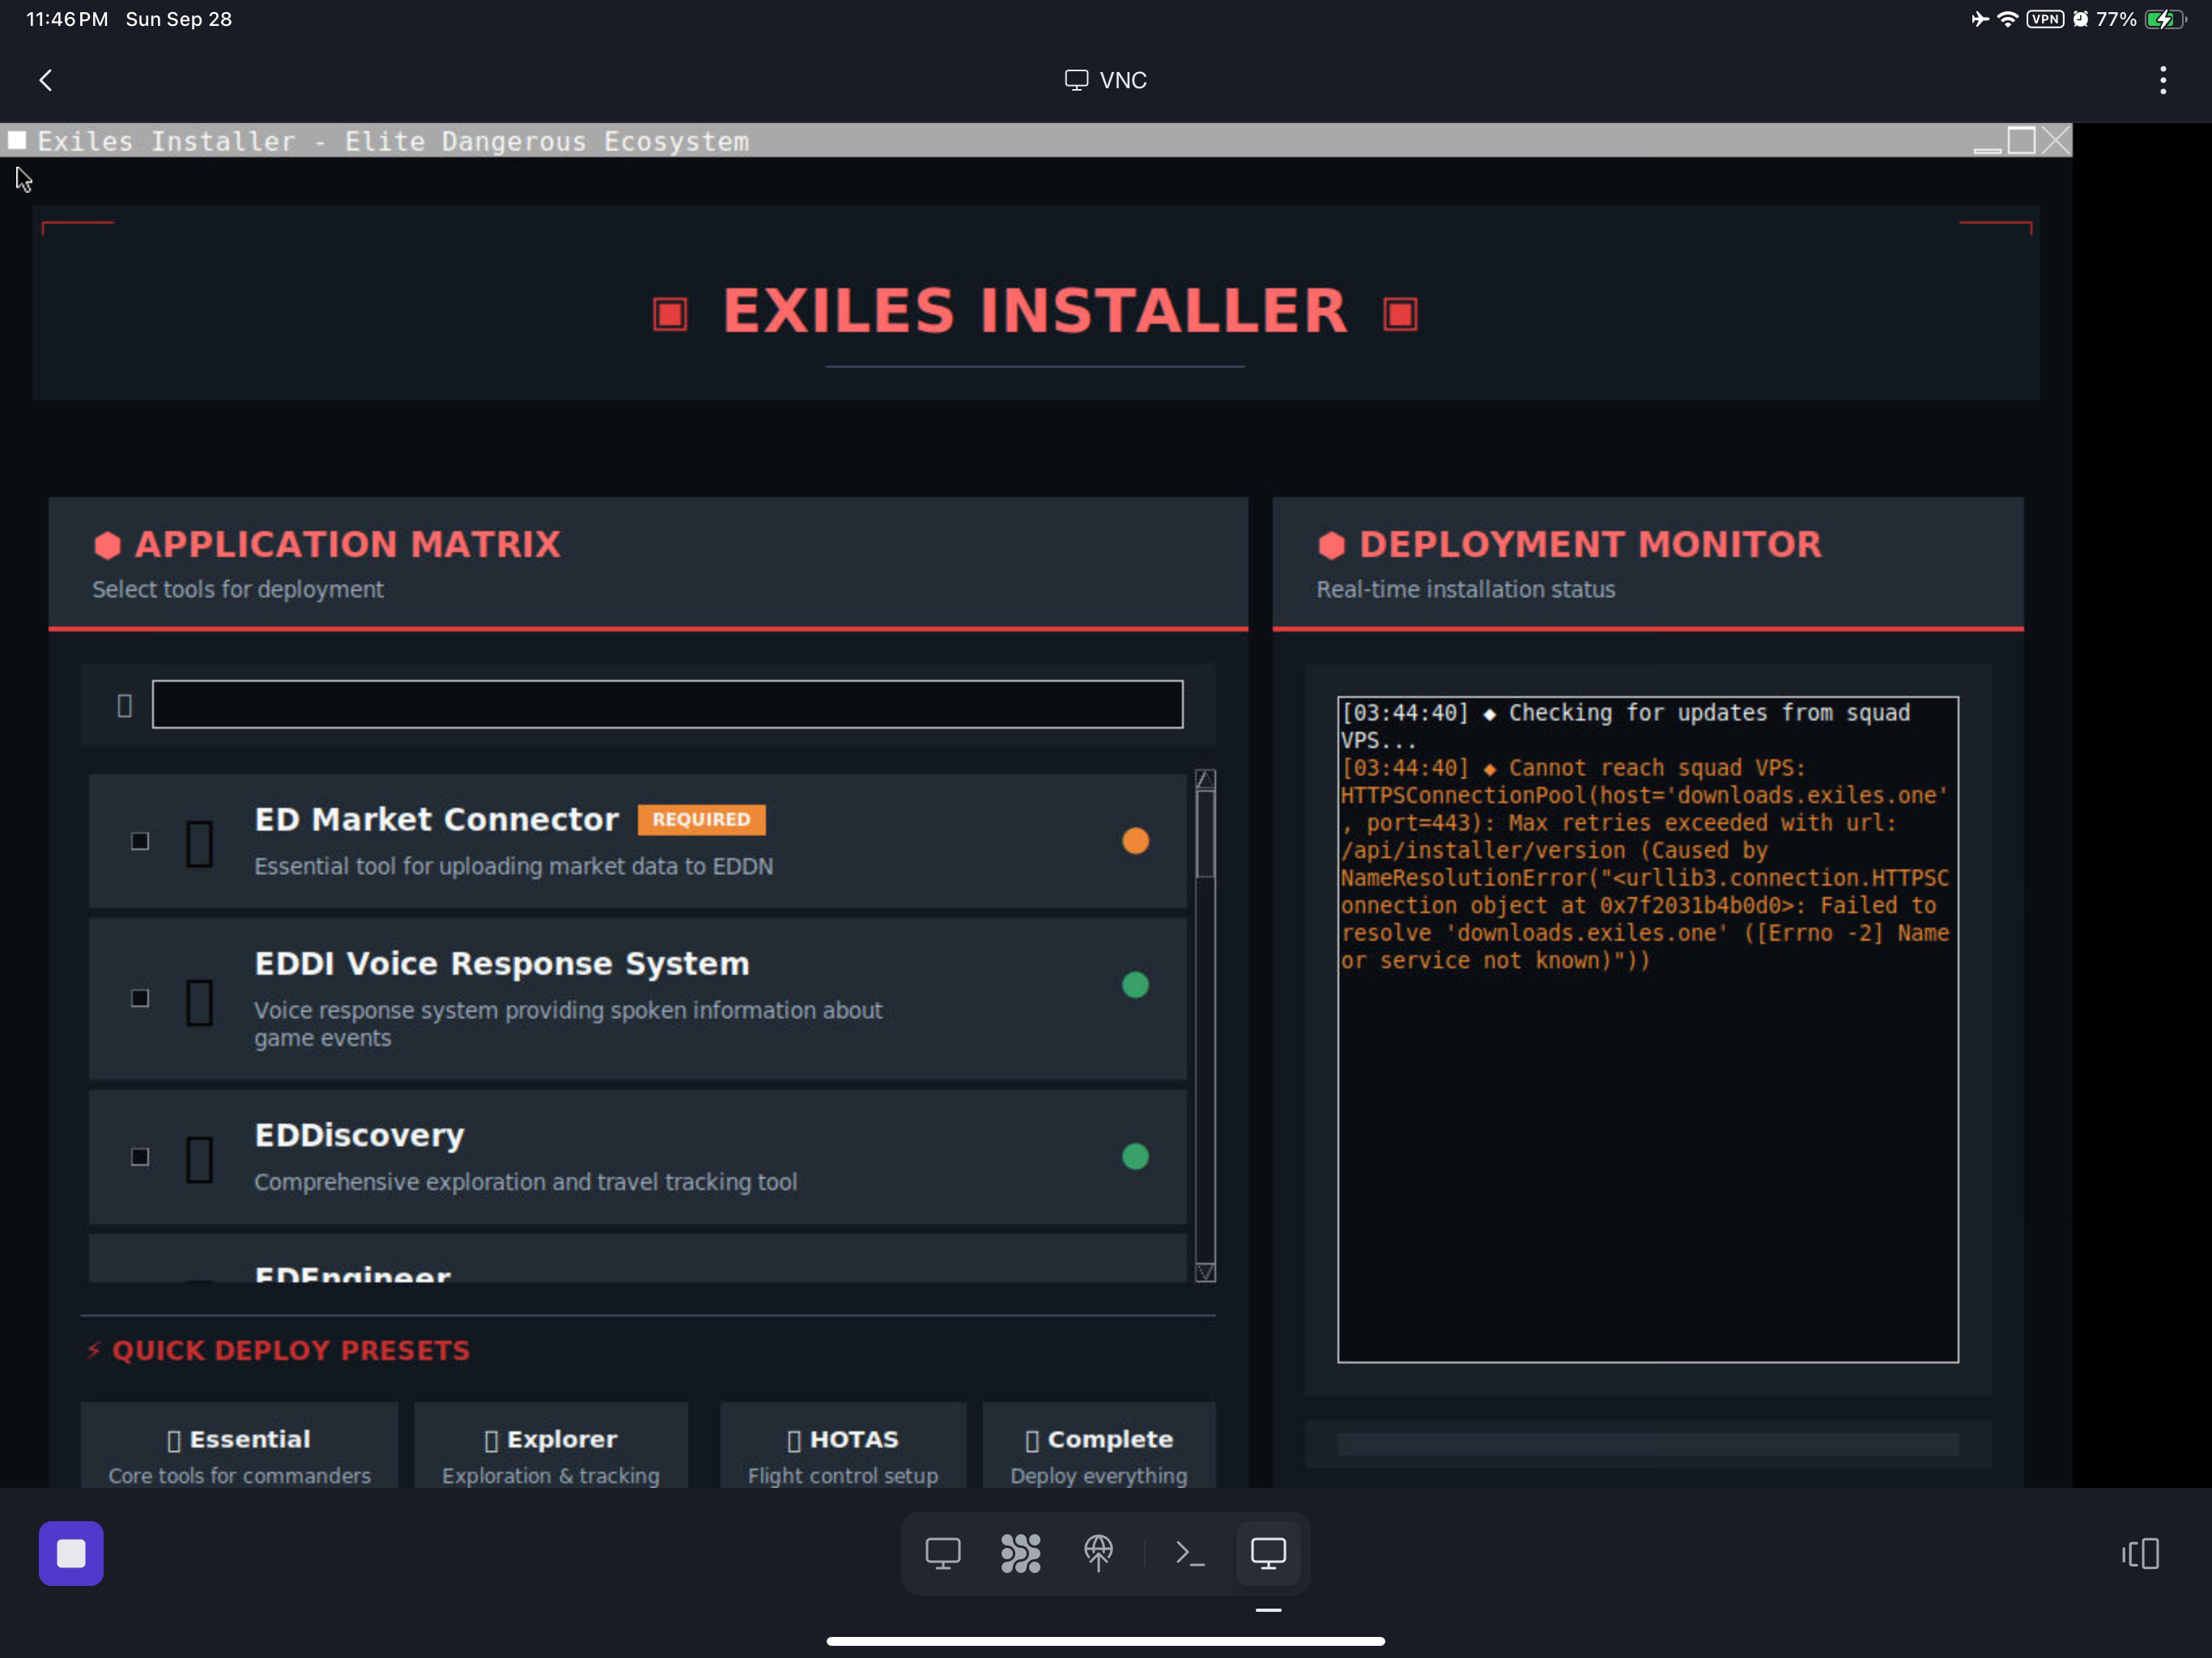 11:46 PM Sun Sep 28
VPN 77%
VNC
Exiles Installer - Elite Dangerous Ecosystem
▣ EXILES INSTALLER ▣
⬢ APPLICATION MATRIX
Select tools for deployment
ED Market Connector REQUIRED
Essential tool for uploading market data to EDDN
EDDI Voice Response System
Voice response system providing spoken information about
game events
EDDiscovery
Comprehensive exploration and travel tracking tool
EDEngineer
⚡ QUICK DEPLOY PRESETS
Essential
Core tools for commanders
Explorer
Exploration & tracking
HOTAS
Flight control setup
Complete
Deploy everything
⬢ DEPLOYMENT MONITOR
Real-time installation status
[03:44:40] ◆ Checking for updates from squad
VPS...
[03:44:40] ◆ Cannot reach squad VPS:
HTTPSConnectionPool(host='downloads.exiles.one'
, port=443): Max retries exceeded with url:
/api/installer/version (Caused by
NameResolutionError("<urllib3.connection.HTTPSC
onnection object at 0x7f2031b4b0d0>: Failed to
resolve 'downloads.exiles.one' ([Errno -2] Name
or service not known)"))